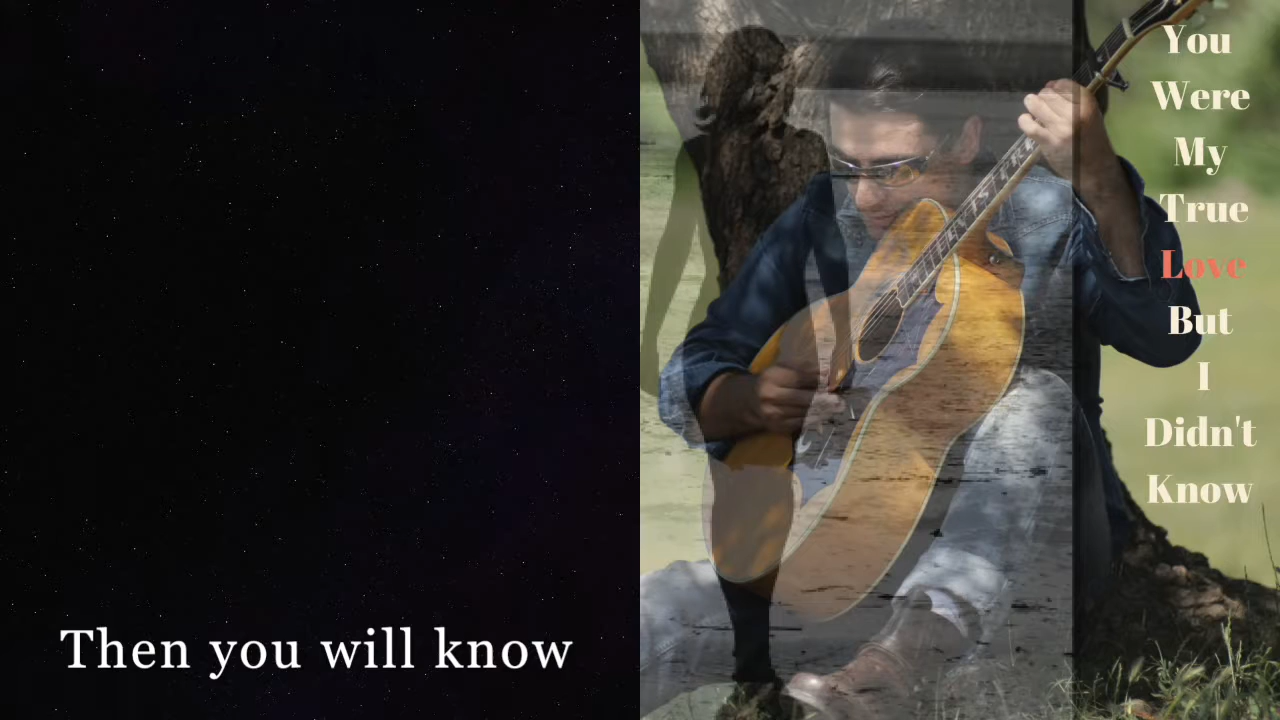 Then you will know
You
Were
My
True
Love
But
I
Didn't
Know